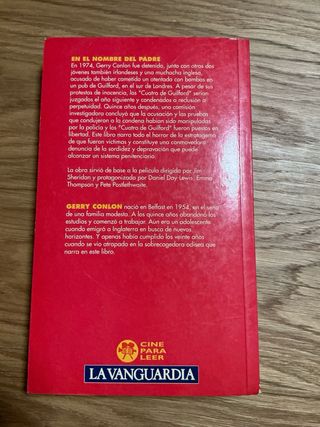 EN EL NOMBRE DEL PADRE
En 1974, Gerry Conlon fue detenido, junto con otros dos
jóvenes también irlandeses y una muchacha inglesa,
acusado de haber cometido un atentado con bombas en
un pub de Guilford, en el sur de Londres. A pesar de sus
protestas de inocencia, los "Cuatro de Guilford" serían
juzgados el año siguiente y condenados a reclusión a
perpetuidad. Quince años después, una comisión
investigadora concluyó que la acusación y las pruebas
que condujeron a la condena habían sido manipuladas
por la policía y los "Cuatro de Guilford" fueron puestos en
libertad. Este libro narra todo el horror de la estratagema
de que fueron víctimas y constituye una controvertida
denuncia de la sordidez y depravación que puede
alcanzar un sistema penitenciario.
La obra sirvió de base a la película dirigida por Jim
Sheridan y protagonizada por Daniel Day-Lewis, Emma
Thompson y Pete Postlethwaite.
GERRY CONLON nació en Belfast en 1954, en el seno
de una familia modesta. A los quince años abandonó los
estudios y comenzó a trabajar. Aún era un adolescente
cuando emigró a Inglaterra en busca de nuevos
horizontes. Y apenas había cumplido los veinte años
cuando se vio atrapado en la sobrecogedora odisea que
narra en este libro.
CINE
PARA
LEER
LA VANGUARDIA